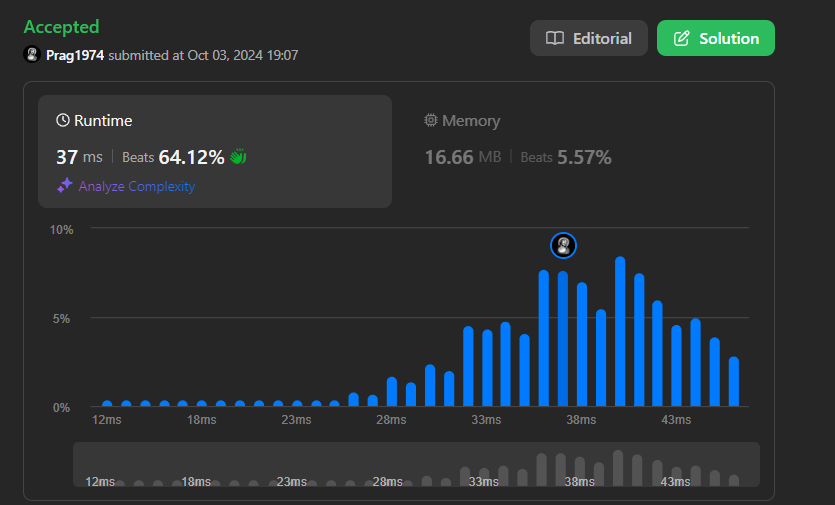 Accepted
Editorial
Solution
Prag1974 submitted at Oct 03, 2024 19:07
Runtime
Memory
37 ms | Beats 64.12%
16.66 MB | Beats 5.57%
Analyze Complexity
10%
5%
0%
12ms 18ms 23ms 28ms 33ms 38ms 43ms
12ms 18ms 23ms 28ms 33ms 38ms 43ms